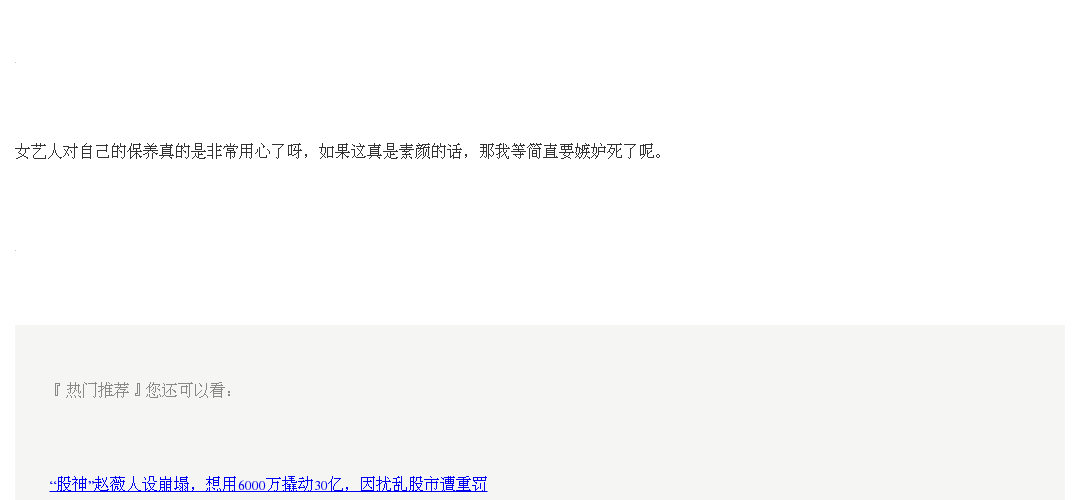 女艺人对自己的保养真的是非常用心了呀，如果这真是素颜的话，那我等简直要嫉妒死了呢。
『 热门推荐 』您还可以看：
“股神”赵薇人设崩塌，想用6000万撬动30亿，因扰乱股市遭重罚